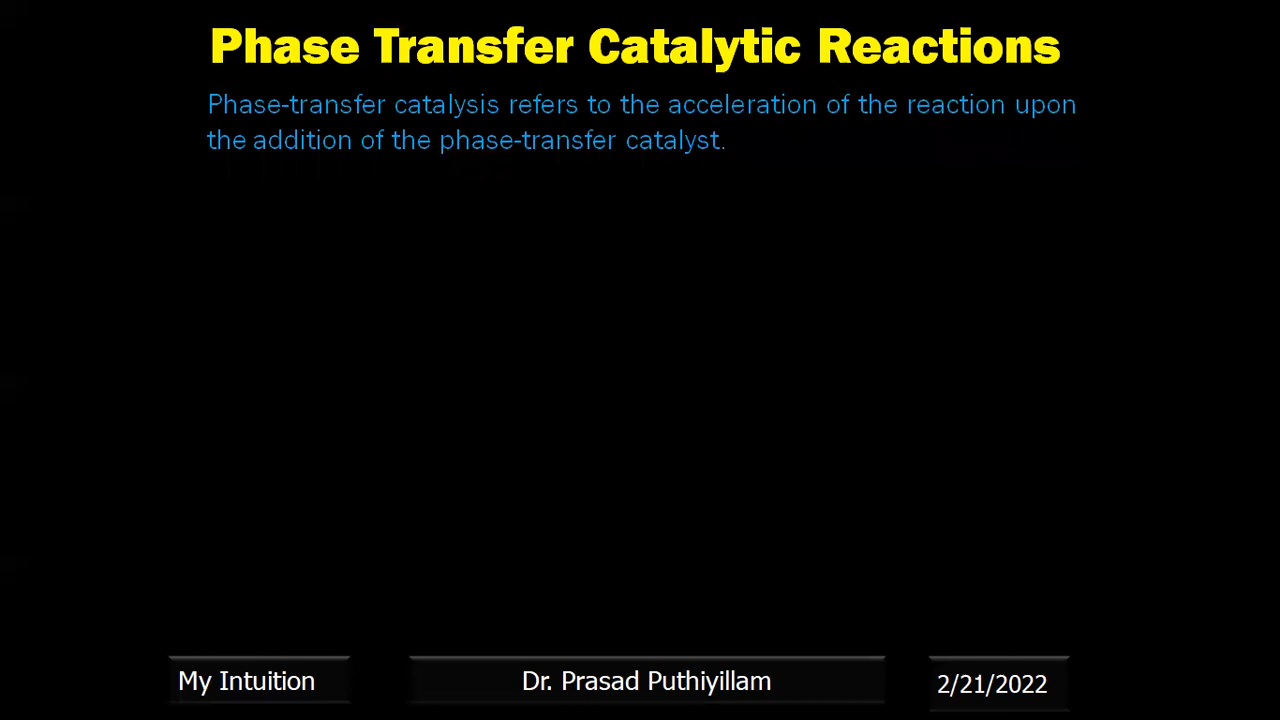 Phase Transfer Catalytic Reactions
Phase-transfer catalysis refers to the acceleration of the reaction upon
the addition of the phase-transfer catalyst.
My Intuition
Dr. Prasad Puthiyillam
2/21/2022